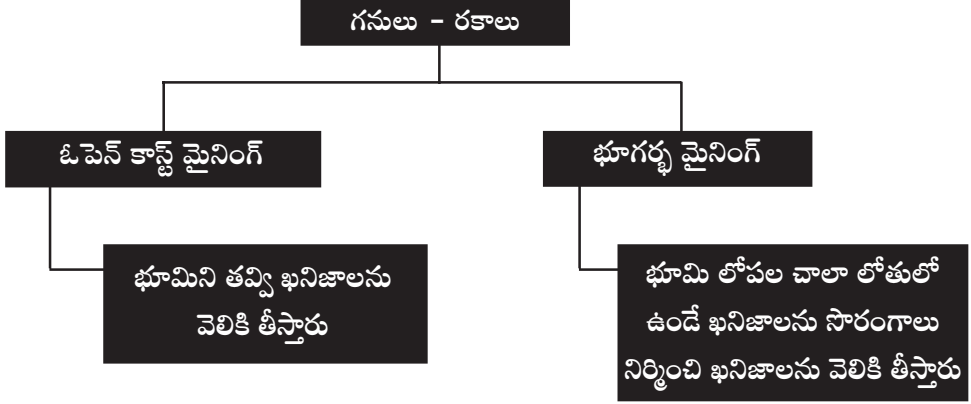 గనులు - రకాలు
ఓపెన్ కాస్ట్ మైనింగ్
భూగర్భ మైనింగ్
భూమిని తవ్వి ఖనిజాలను
వెలికి తీస్తారు
భూమి లోపల చాలా లోతులో
ఉండే ఖనిజాలను సొరంగాలు
నిర్మించి ఖనిజాలను వెలికి తీస్తారు